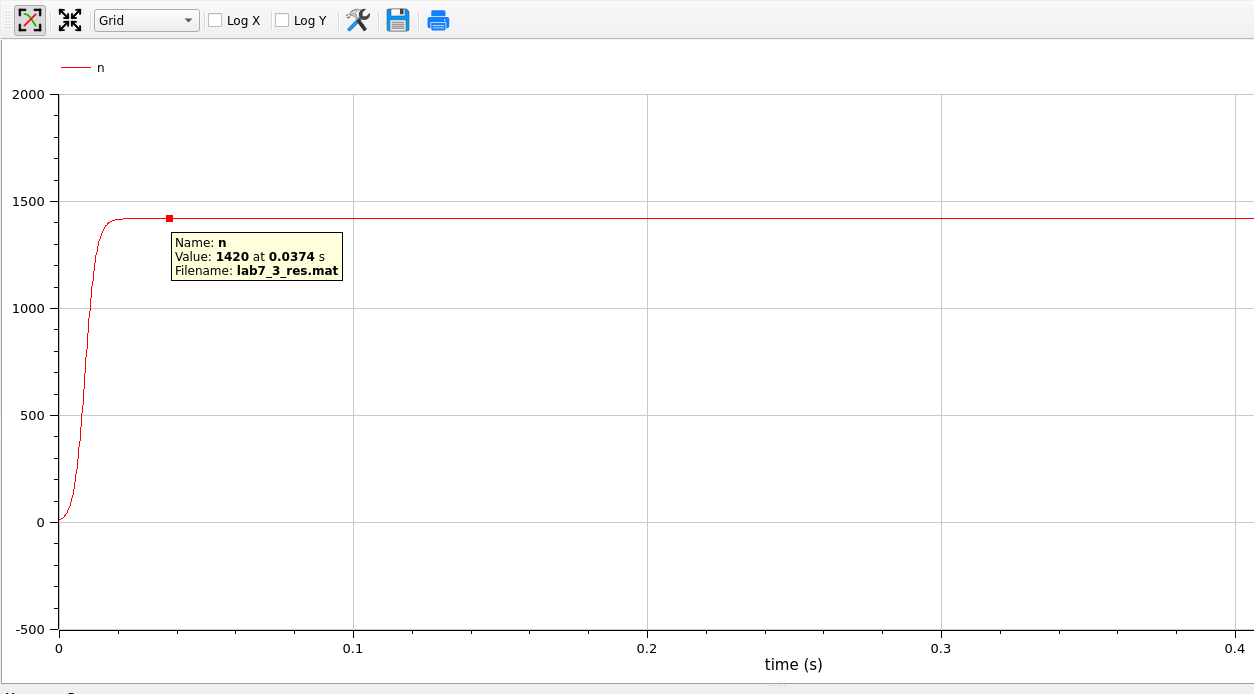 Grid Log X Log Y
n
2000
1500
Name: n
Value: 1420 at 0.0374 s
Filename: lab7_3_res.mat
1000
500
0
-500
0 0.1 0.2 0.3 0.4
time (s)